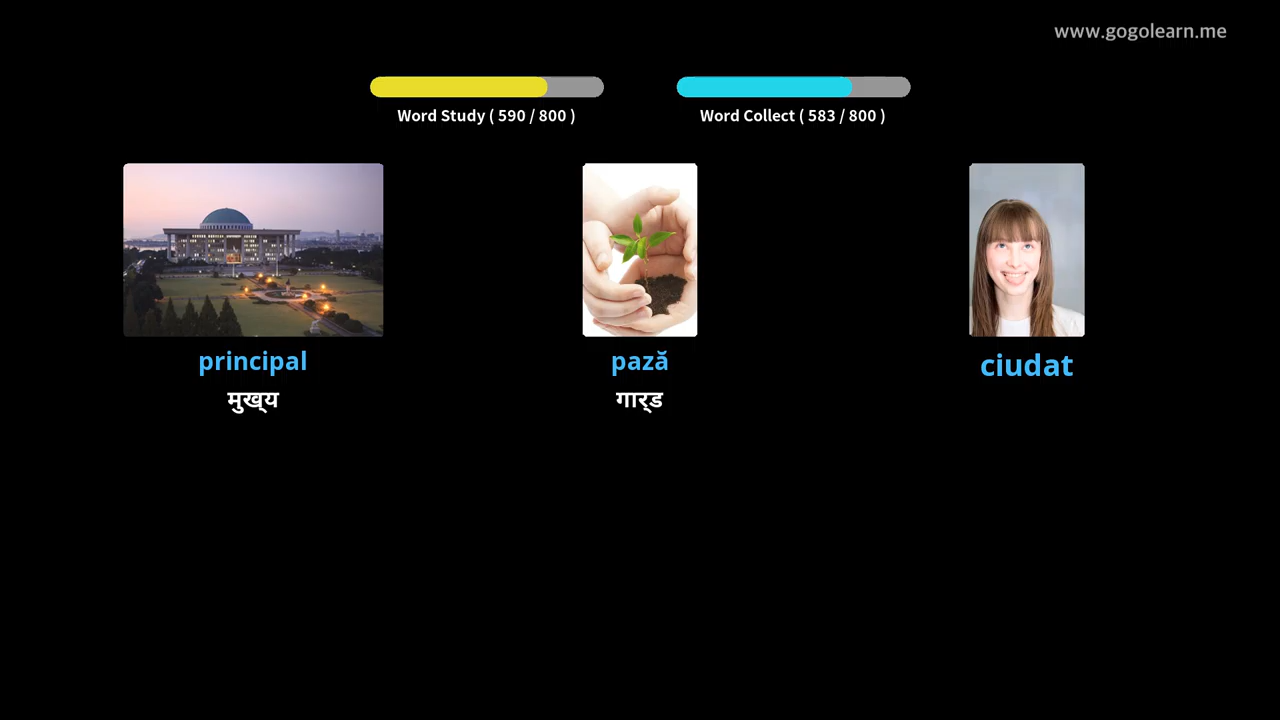 www.gogolearn.me
Word Study ( 590 / 800 )
Word Collect ( 583 / 800 )
principal
मुख्य
pază
गार्ड
ciudat